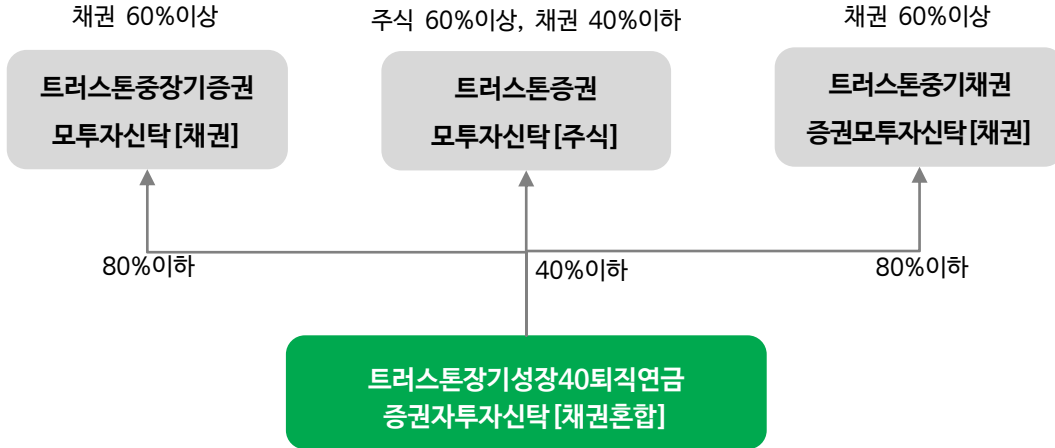 채권 60%이상
주식 60%이상, 채권 40%이하
채권 60%이상
트러스톤중장기증권
모투자신탁[채권]
트러스톤증권
모투자신탁[주식]
트러스톤중기채권
증권모투자신탁[채권]
80%이하
40%이하
80%이하
트러스톤장기성장40퇴직연금
증권자투자신탁[채권혼합]